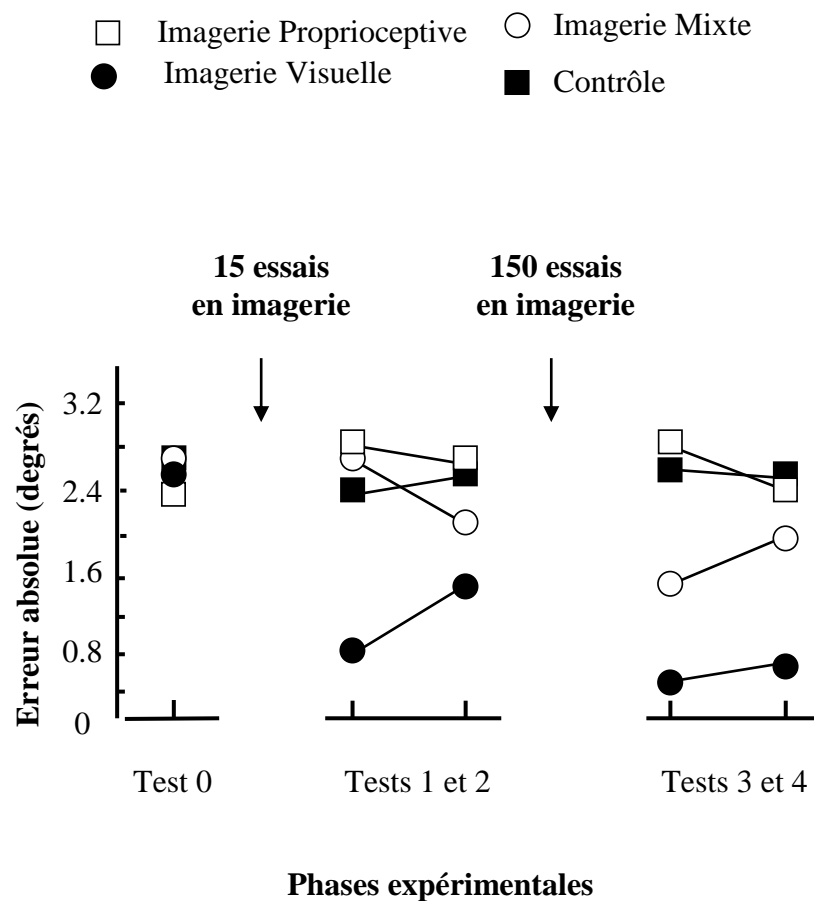 Imagerie Proprioceptive
Imagerie Mixte
Imagerie Visuelle
Contrôle
15 essais
en imagerie
150 essais
en imagerie
Erreur absolue (degrés)
3.2
2.4
1.6
0.8
0
Test 0
Tests 1 et 2
Tests 3 et 4
Phases expérimentales